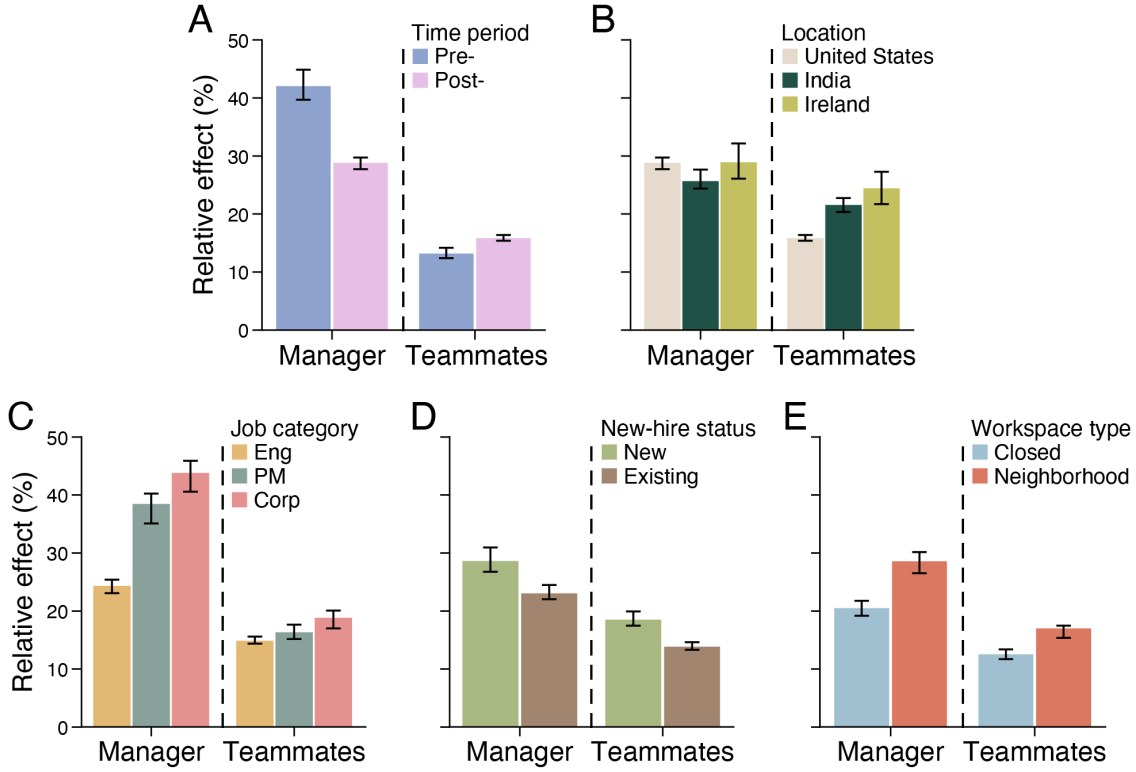 A
Time period
Pre-
Post-
Relative effect (%)
50
40
30
20
10
0
Manager
Teammates
B
Location
United States
India
Ireland
Manager
Teammates
C
Job category
Eng
PM
Corp
Relative effect (%)
50
40
30
20
10
0
Manager
Teammates
D
New-hire status
New
Existing
Manager
Teammates
E
Workspace type
Closed
Neighborhood
Manager
Teammates